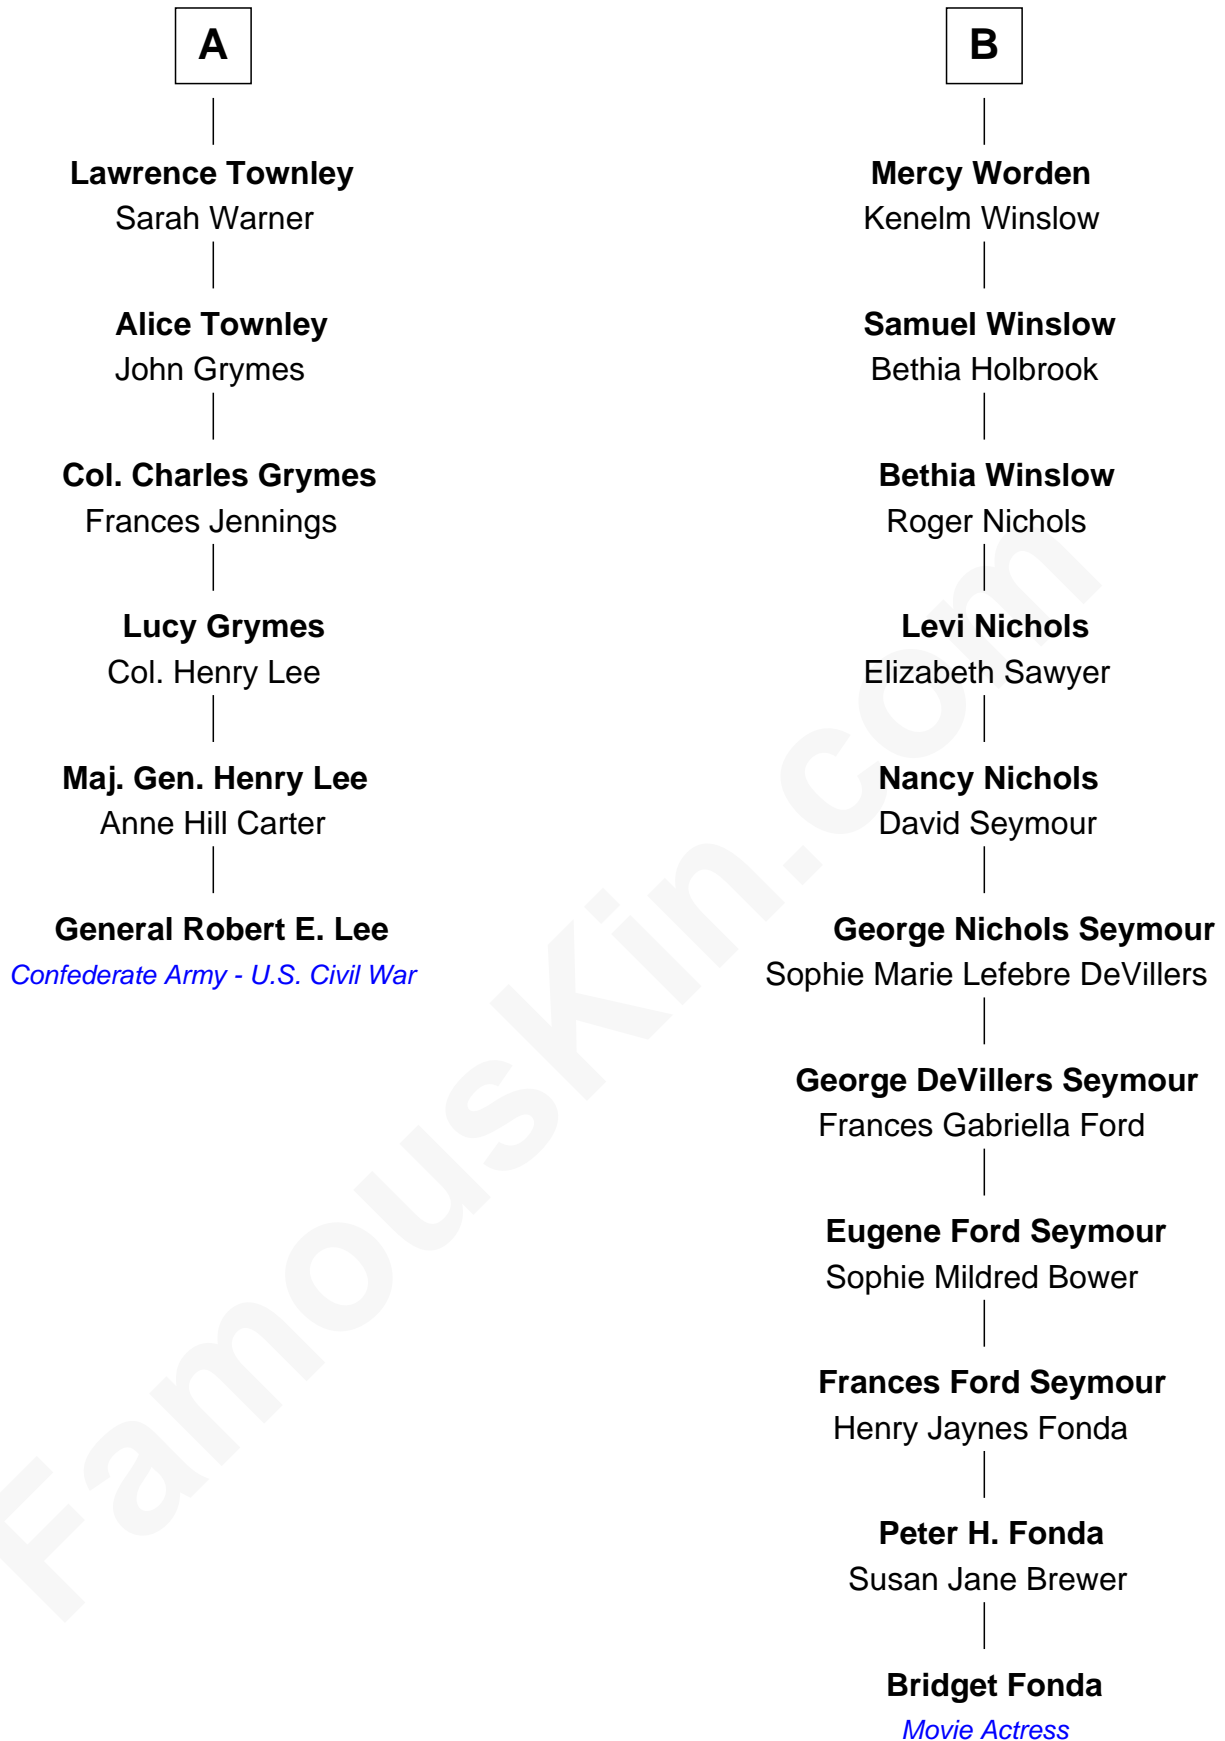 A
Lawrence Townley
Sarah Warner
Alice Townley
John Grymes
Col. Charles Grymes
Frances Jennings
Lucy Grymes
Col. Henry Lee
Maj. Gen. Henry Lee
Anne Hill Carter
General Robert E. Lee
Confederate Army - U.S. Civil War
B
Mercy Worden
Kenelm Winslow
Samuel Winslow
Bethia Holbrook
Bethia Winslow
Roger Nichols
Levi Nichols
Elizabeth Sawyer
Nancy Nichols
David Seymour
George Nichols Seymour
Sophie Marie Lefebre DeVillers
George DeVillers Seymour
Frances Gabriella Ford
Eugene Ford Seymour
Sophie Mildred Bower
Frances Ford Seymour
Henry Jaynes Fonda
Peter H. Fonda
Susan Jane Brewer
Bridget Fonda
Movie Actress
FamousKin.com